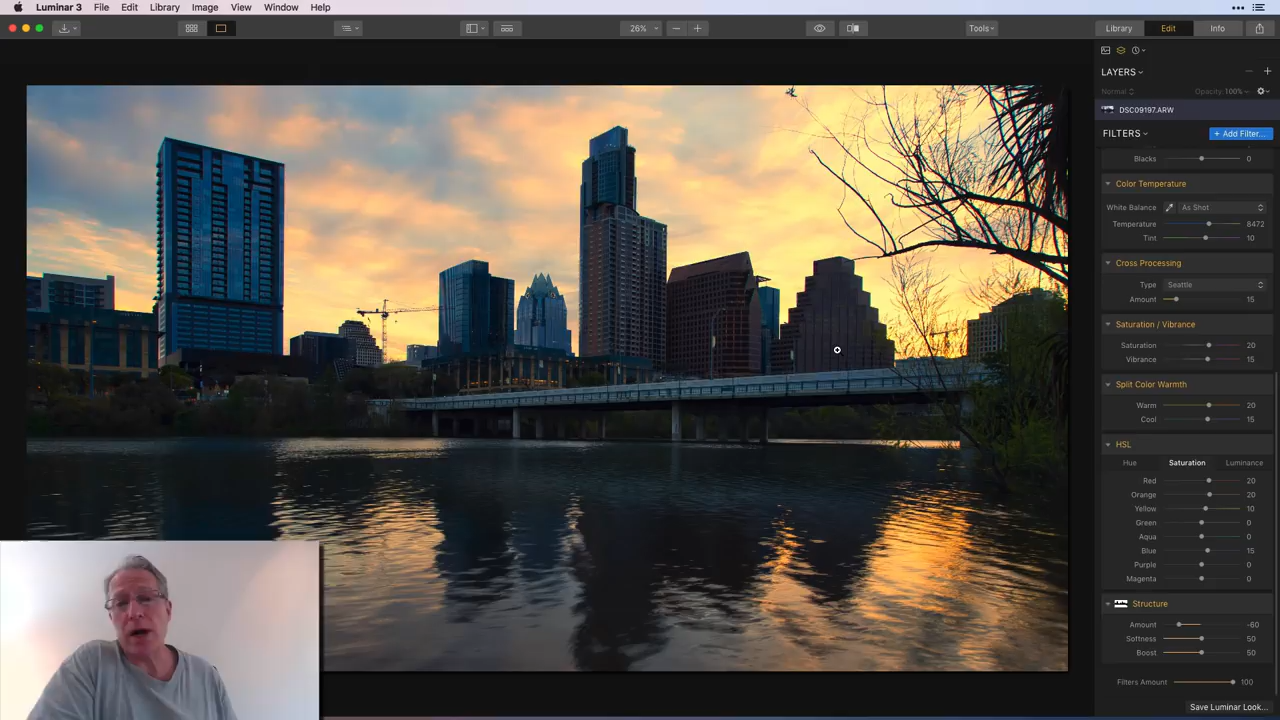 Luminar 3 File Edit Library Image View Window Help
26% Tools Library Edit Info
LAYERS
Normal Opacity: 100%
DSC09197.ARW
FILTERS + Add Filter...
Blacks 0
Color Temperature
White Balance As Shot
Temperature 8472
Tint 10
Cross Processing
Type Seattle
Amount 15
Saturation / Vibrance
Saturation 20
Vibrance 15
Split Color Warmth
Warm 20
Cool 15
HSL
Hue Saturation Luminance
Red 20
Orange 20
Yellow 10
Green 0
Aqua 0
Blue 15
Purple 0
Magenta 0
Structure
Amount -60
Softness 50
Boost 50
Filters Amount 100
Save Luminar Look...